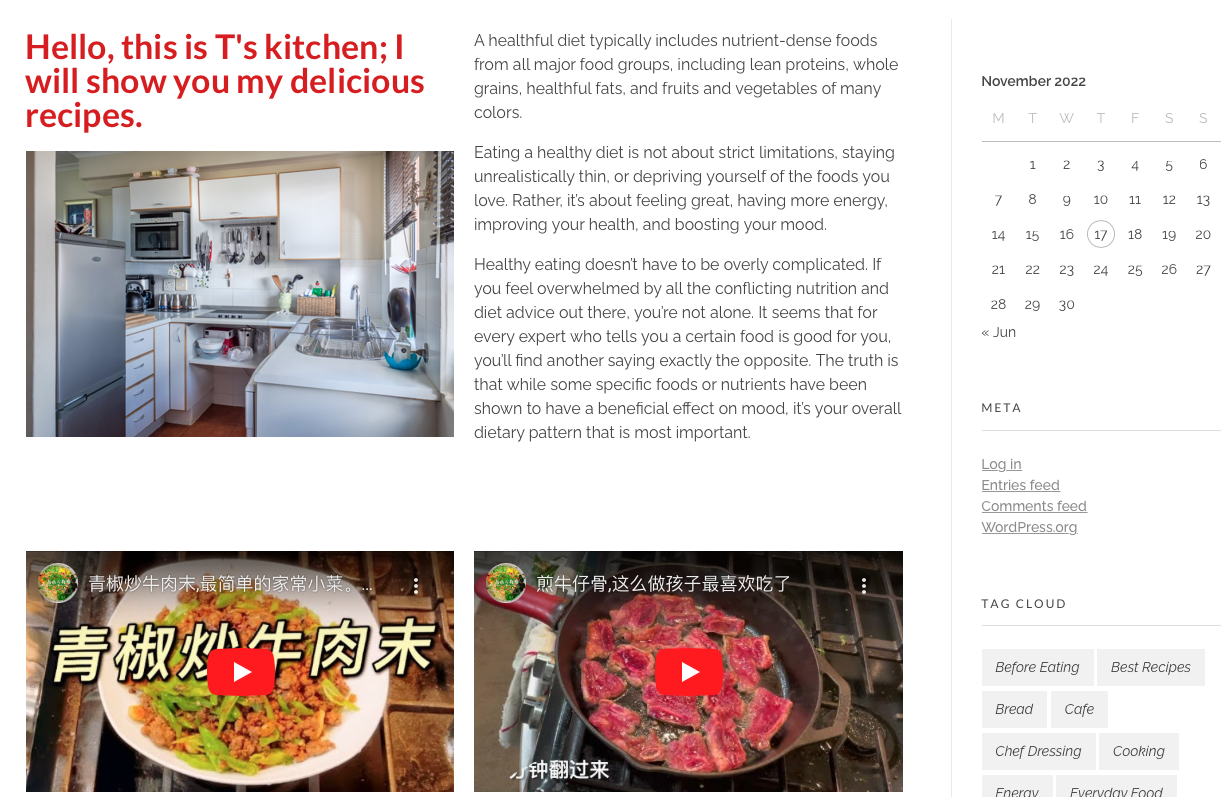 Hello, this is T's kitchen; I
will show you my delicious
recipes.
A healthful diet typically includes nutrient-dense foods
from all major food groups, including lean proteins, whole
grains, healthful fats, and fruits and vegetables of many
colors.
Eating a healthy diet is not about strict limitations, staying
unrealistically thin, or depriving yourself of the foods you
love. Rather, it’s about feeling great, having more energy,
improving your health, and boosting your mood.
Healthy eating doesn’t have to be overly complicated. If
you feel overwhelmed by all the conflicting nutrition and
diet advice out there, you’re not alone. It seems that for
every expert who tells you a certain food is good for you,
you’ll find another saying exactly the opposite. The truth is
that while some specific foods or nutrients have been
shown to have a beneficial effect on mood, it’s your overall
dietary pattern that is most important.
青椒炒牛肉末,最简单的家常小菜。...
青椒炒牛肉末
煎牛仔骨,这么做孩子最喜欢吃了
钟翻过来
November 2022
M T W T F S S
1 2 3 4 5 6
7 8 9 10 11 12 13
14 15 16 17 18 19 20
21 22 23 24 25 26 27
28 29 30
« Jun
META
Log in
Entries feed
Comments feed
WordPress.org
TAG CLOUD
Before Eating Best Recipes
Bread Cafe
Chef Dressing Cooking
Energy Everyday Food